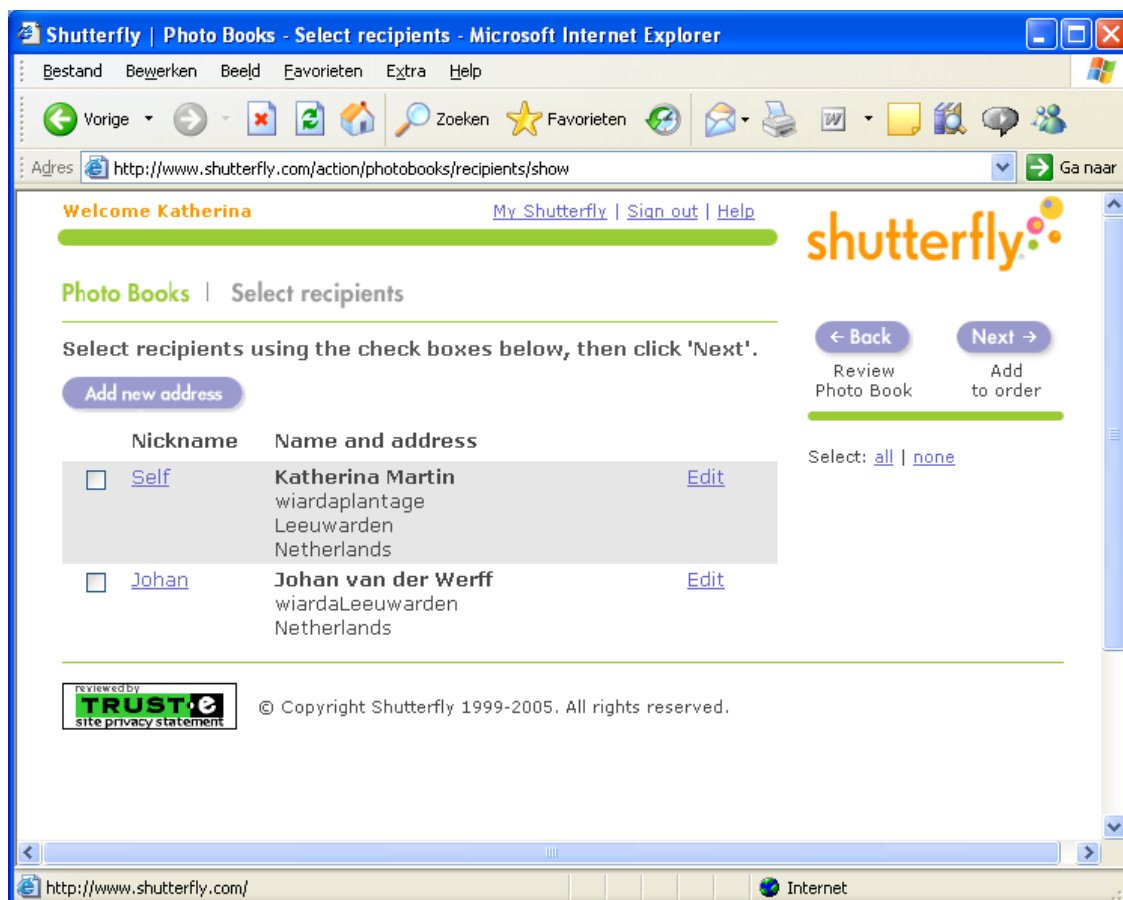 Shutterfly | Photo Books - Select recipients - Microsoft Internet Explorer
Bestand Bewerken Beeld Favorieten Extra Help
Vorige Zoeken Favorieten
Adres http://www.shutterfly.com/action/photobooks/recipients/show Ga naar
Welcome Katherina My Shutterfly | Sign out | Help
shutterfly.
Photo Books | Select recipients
Select recipients using the check boxes below, then click 'Next'.
← Back Next →
Review Photo Book Add to order
Add new address
Nickname Name and address
Select: all | none
Self Katherina Martin Edit
wiardaplantage
Leeuwarden
Netherlands
Johan Johan van der Werff Edit
wiardaLeeuwarden
Netherlands
reviewed by
TRUST·e
site privacy statement
© Copyright Shutterfly 1999-2005. All rights reserved.
http://www.shutterfly.com/ Internet